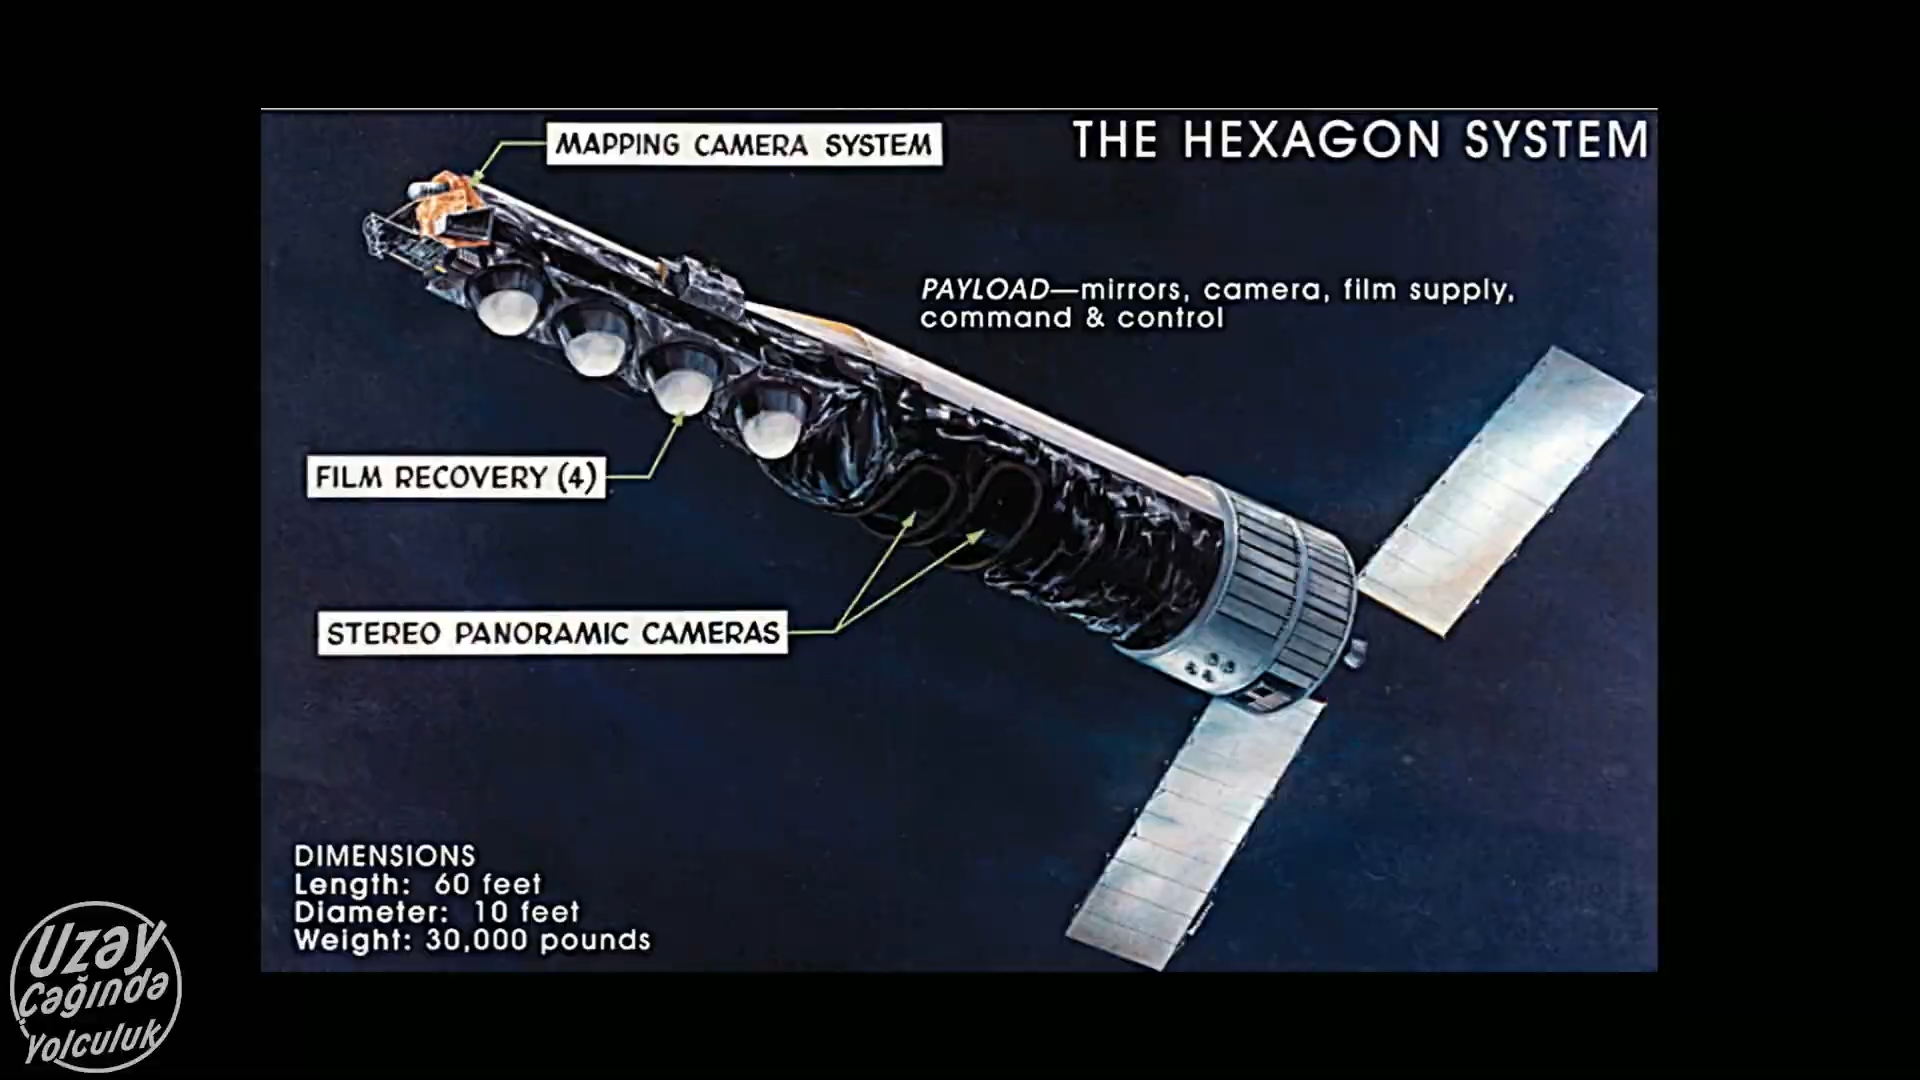 MAPPING CAMERA SYSTEM
THE HEXAGON SYSTEM
PAYLOAD—mirrors, camera, film supply,
command & control
FILM RECOVERY (4)
STEREO PANORAMIC CAMERAS
DIMENSIONS
Length: 60 feet
Diameter: 10 feet
Weight: 30,000 pounds
Uzay
Çağında
Yolculuk